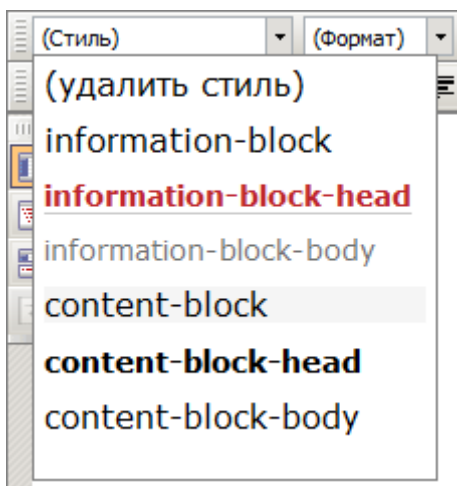 (Стиль) (Формат)
(удалить стиль)
information-block
information-block-head
information-block-body
content-block
content-block-head
content-block-body